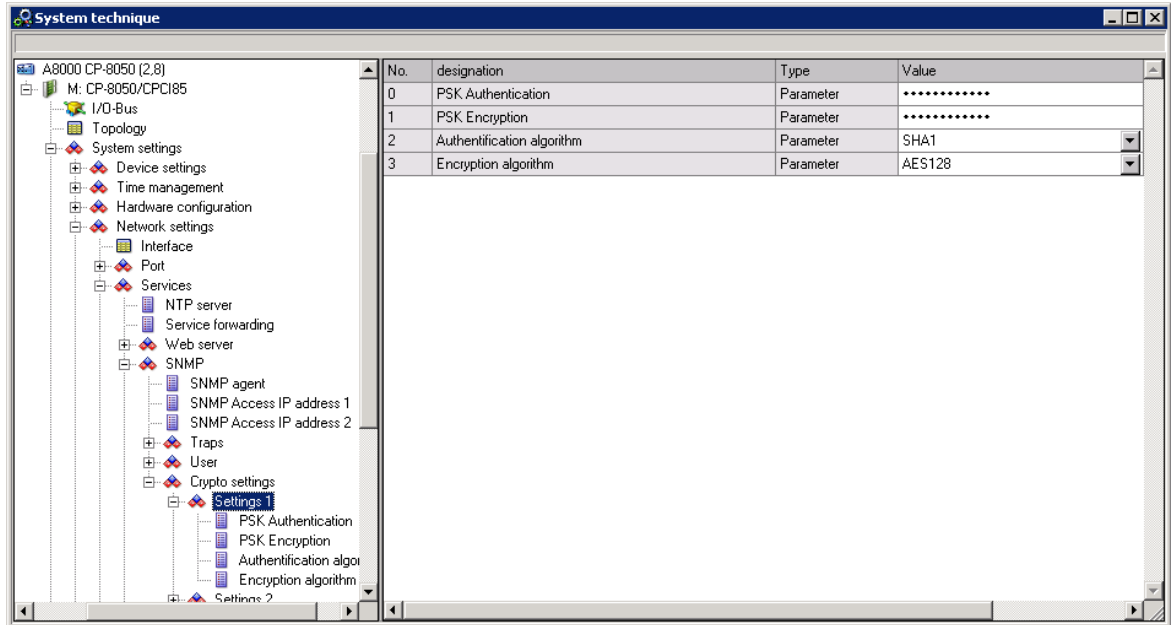 System technique
A8000 CP-8050 (2,8)
M: CP-8050/CPCI85
I/O-Bus
Topology
System settings
Device settings
Time management
Hardware configuration
Network settings
Interface
Port
Services
NTP server
Service forwarding
Web server
SNMP
SNMP agent
SNMP Access IP address 1
SNMP Access IP address 2
Traps
User
Crypto settings
Settings 1
PSK Authentication
PSK Encryption
Authentification algo
Encryption algorithm
Settings 2
No. designation Type Value
0 PSK Authentication Parameter ••••••••••••
1 PSK Encryption Parameter ••••••••••••
2 Authentification algorithm Parameter SHA1
3 Encryption algorithm Parameter AES128